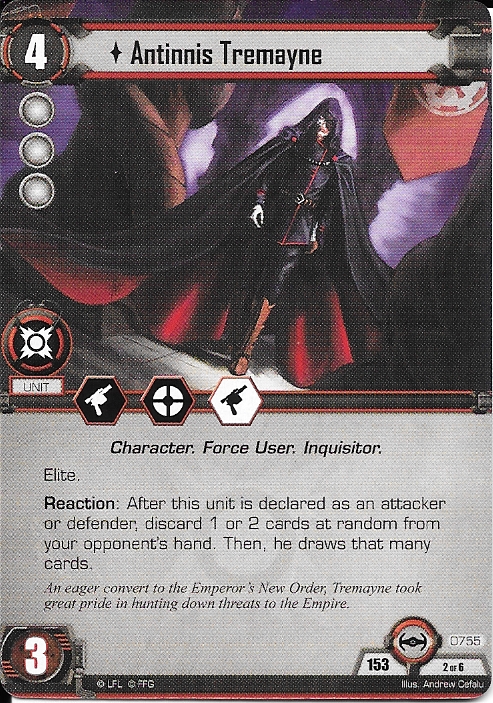 4
Antinnis Tremayne
UNIT
Character. Force User. Inquisitor.
Elite.
Reaction: After this unit is declared as an attacker
or defender, discard 1 or 2 cards at random from
your opponent's hand. Then, he draws that many
cards.
An eager convert to the Emperor's New Order, Tremayne took
great pride in hunting down threats to the Empire.
3
0755
153
2 OF 6
© LFL © FFG
Illus. Andrew Cefalu